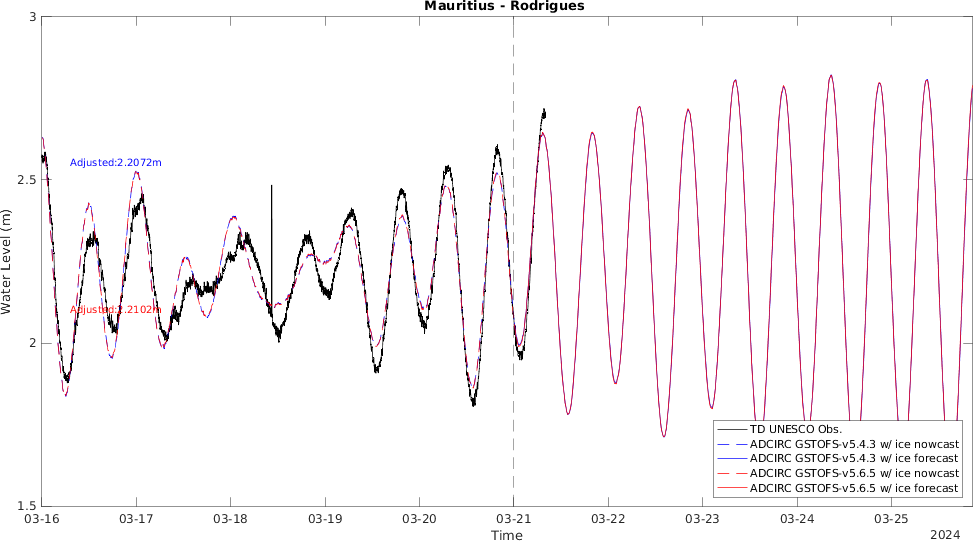 Mauritius - Rodrigues
3
2.5
2
1.5
Water Level (m)
Adjusted:2.2072m
Adjusted:2.2102m
TD UNESCO Obs.
ADCIRC GSTOFS-v5.4.3 w/ ice nowcast
ADCIRC GSTOFS-v5.4.3 w/ ice forecast
ADCIRC GSTOFS-v5.6.5 w/ ice nowcast
ADCIRC GSTOFS-v5.6.5 w/ ice forecast
03-16 03-17 03-18 03-19 03-20 03-21 03-22 03-23 03-24 03-25
Time
2024